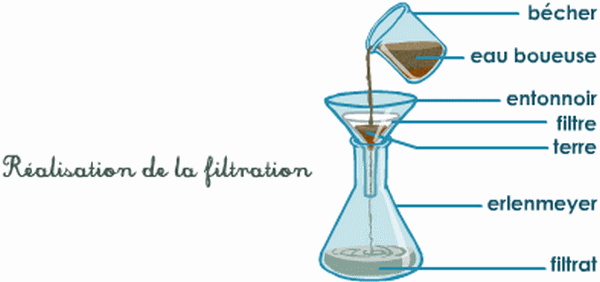 bécher
eau boueuse
entonnoir
filtre
terre
Réalisation de la filtration
erlenmeyer
filtrat